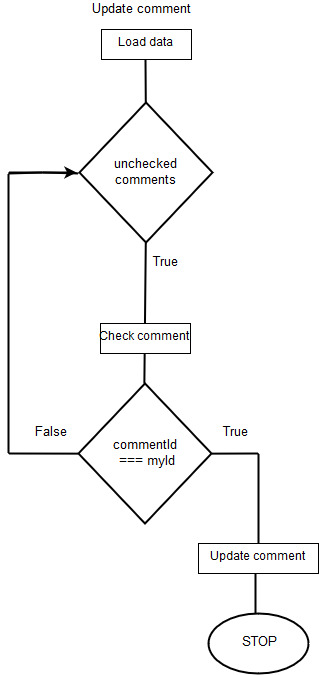 Update comment
Load data
unchecked
comments
True
Check comment
False
True
commentId
=== myId
Update comment
STOP